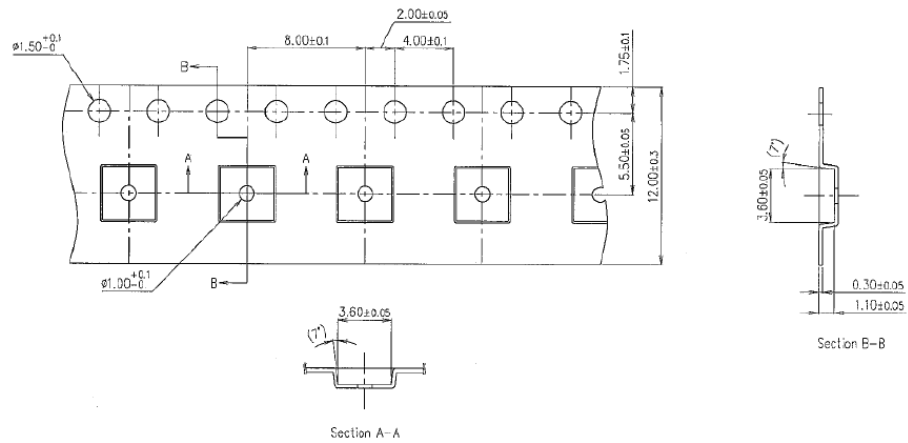 2.00±0.05
ø1.50 +0.1 -0
8.00±0.1
4.00±0.1
1.75±0.1
B
5.50±0.05
12.00±0.3
A
A
(7°)
3.60±0.05
ø1.00 +0.1 -0
B
0.30±0.05
1.10±0.05
3.60±0.05
(7°)
Section B-B
Section A-A